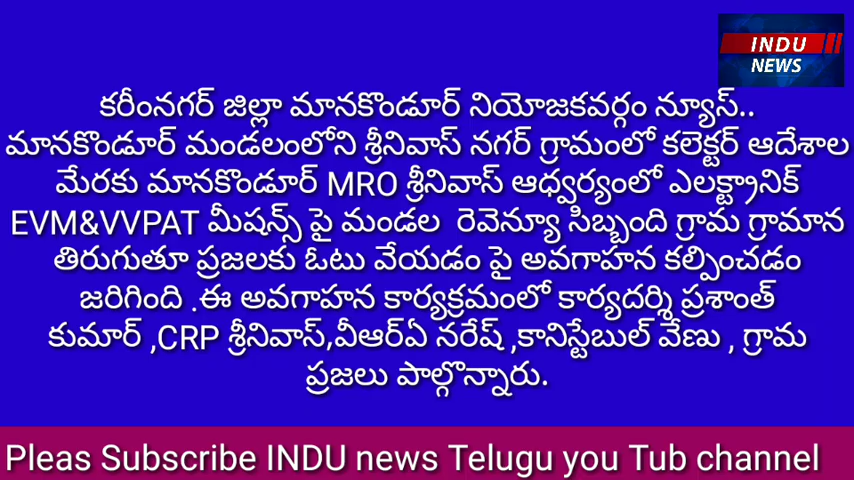 INDU
NEWS
కరీంనగర్ జిల్లా మానకొండూర్ నియోజకవర్గం న్యూస్..
మానకొండూర్ మండలంలోని శ్రీనివాస్ నగర్ గ్రామంలో కలెక్టర్ ఆదేశాల
మేరకు మానకొండూర్ MRO శ్రీనివాస్ ఆధ్వర్యంలో ఎలక్ట్రానిక్
EVM&VVPAT మీషన్స్ పై మండల రెవెన్యూ సిబ్బంది గ్రామ గ్రామాన
తిరుగుతూ ప్రజలకు ఓటు వేయడం పై అవగాహన కల్పించడం
జరిగింది .ఈ అవగాహన కార్యక్రమంలో కార్యదర్శి ప్రశాంత్
కుమార్ ,CRP శ్రీనివాస్,వీఆర్ఏ నరేష్ ,కానిస్టేబుల్ వేణు , గ్రామ
ప్రజలు పాల్గొన్నారు.
Pleas Subscribe INDU news Telugu you Tub channel